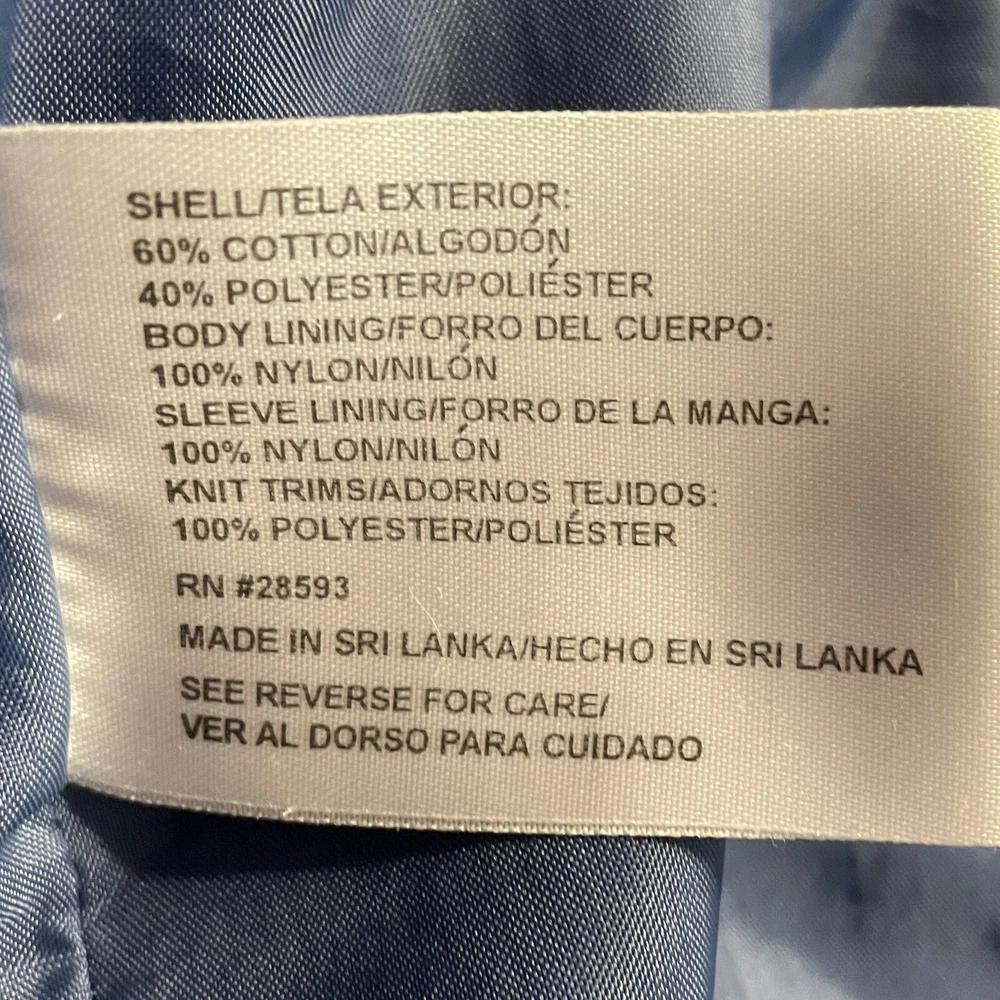 SHELL/TELA EXTERIOR:
60% COTTON/ALGODÓN
40% POLYESTER/POLIÉSTER
BODY LINING/FORRO DEL CUERPO:
100% NYLON/NILÓN
SLEEVE LINING/FORRO DE LA MANGA:
100% NYLON/NILÓN
KNIT TRIMS/ADORNOS TEJIDOS:
100% POLYESTER/POLIÉSTER
RN #28593
MADE IN SRI LANKA/HECHO EN SRI LANKA
SEE REVERSE FOR CARE/
VER AL DORSO PARA CUIDADO